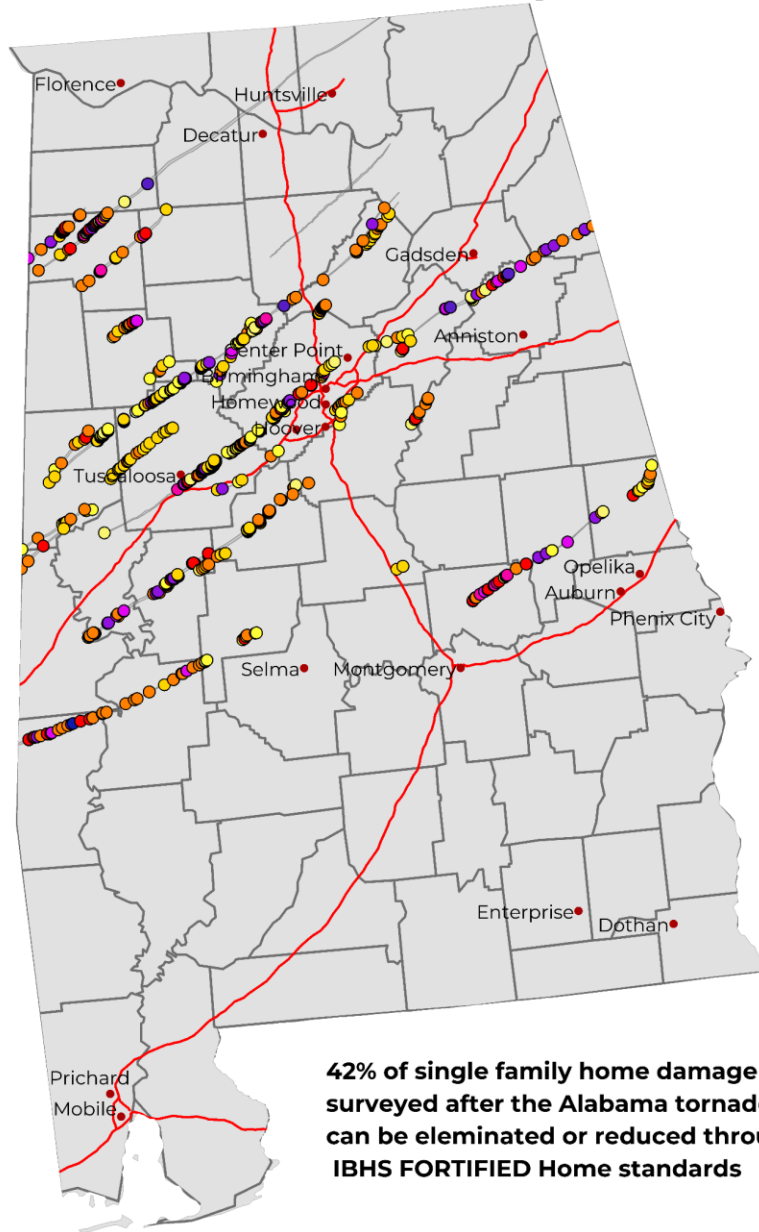 Florence
Huntsville
Decatur
Gadsden
Anniston
Center Point
Birmingham
Homewood
Hoover
Tuscaloosa
Opelika
Auburn
Phenix City
Selma
Montgomery
Enterprise
Dothan
Prichard
Mobile
42% of single family home damage
surveyed after the Alabama tornad
can be eleminated or reduced throu
IBHS FORTIFIED Home standards